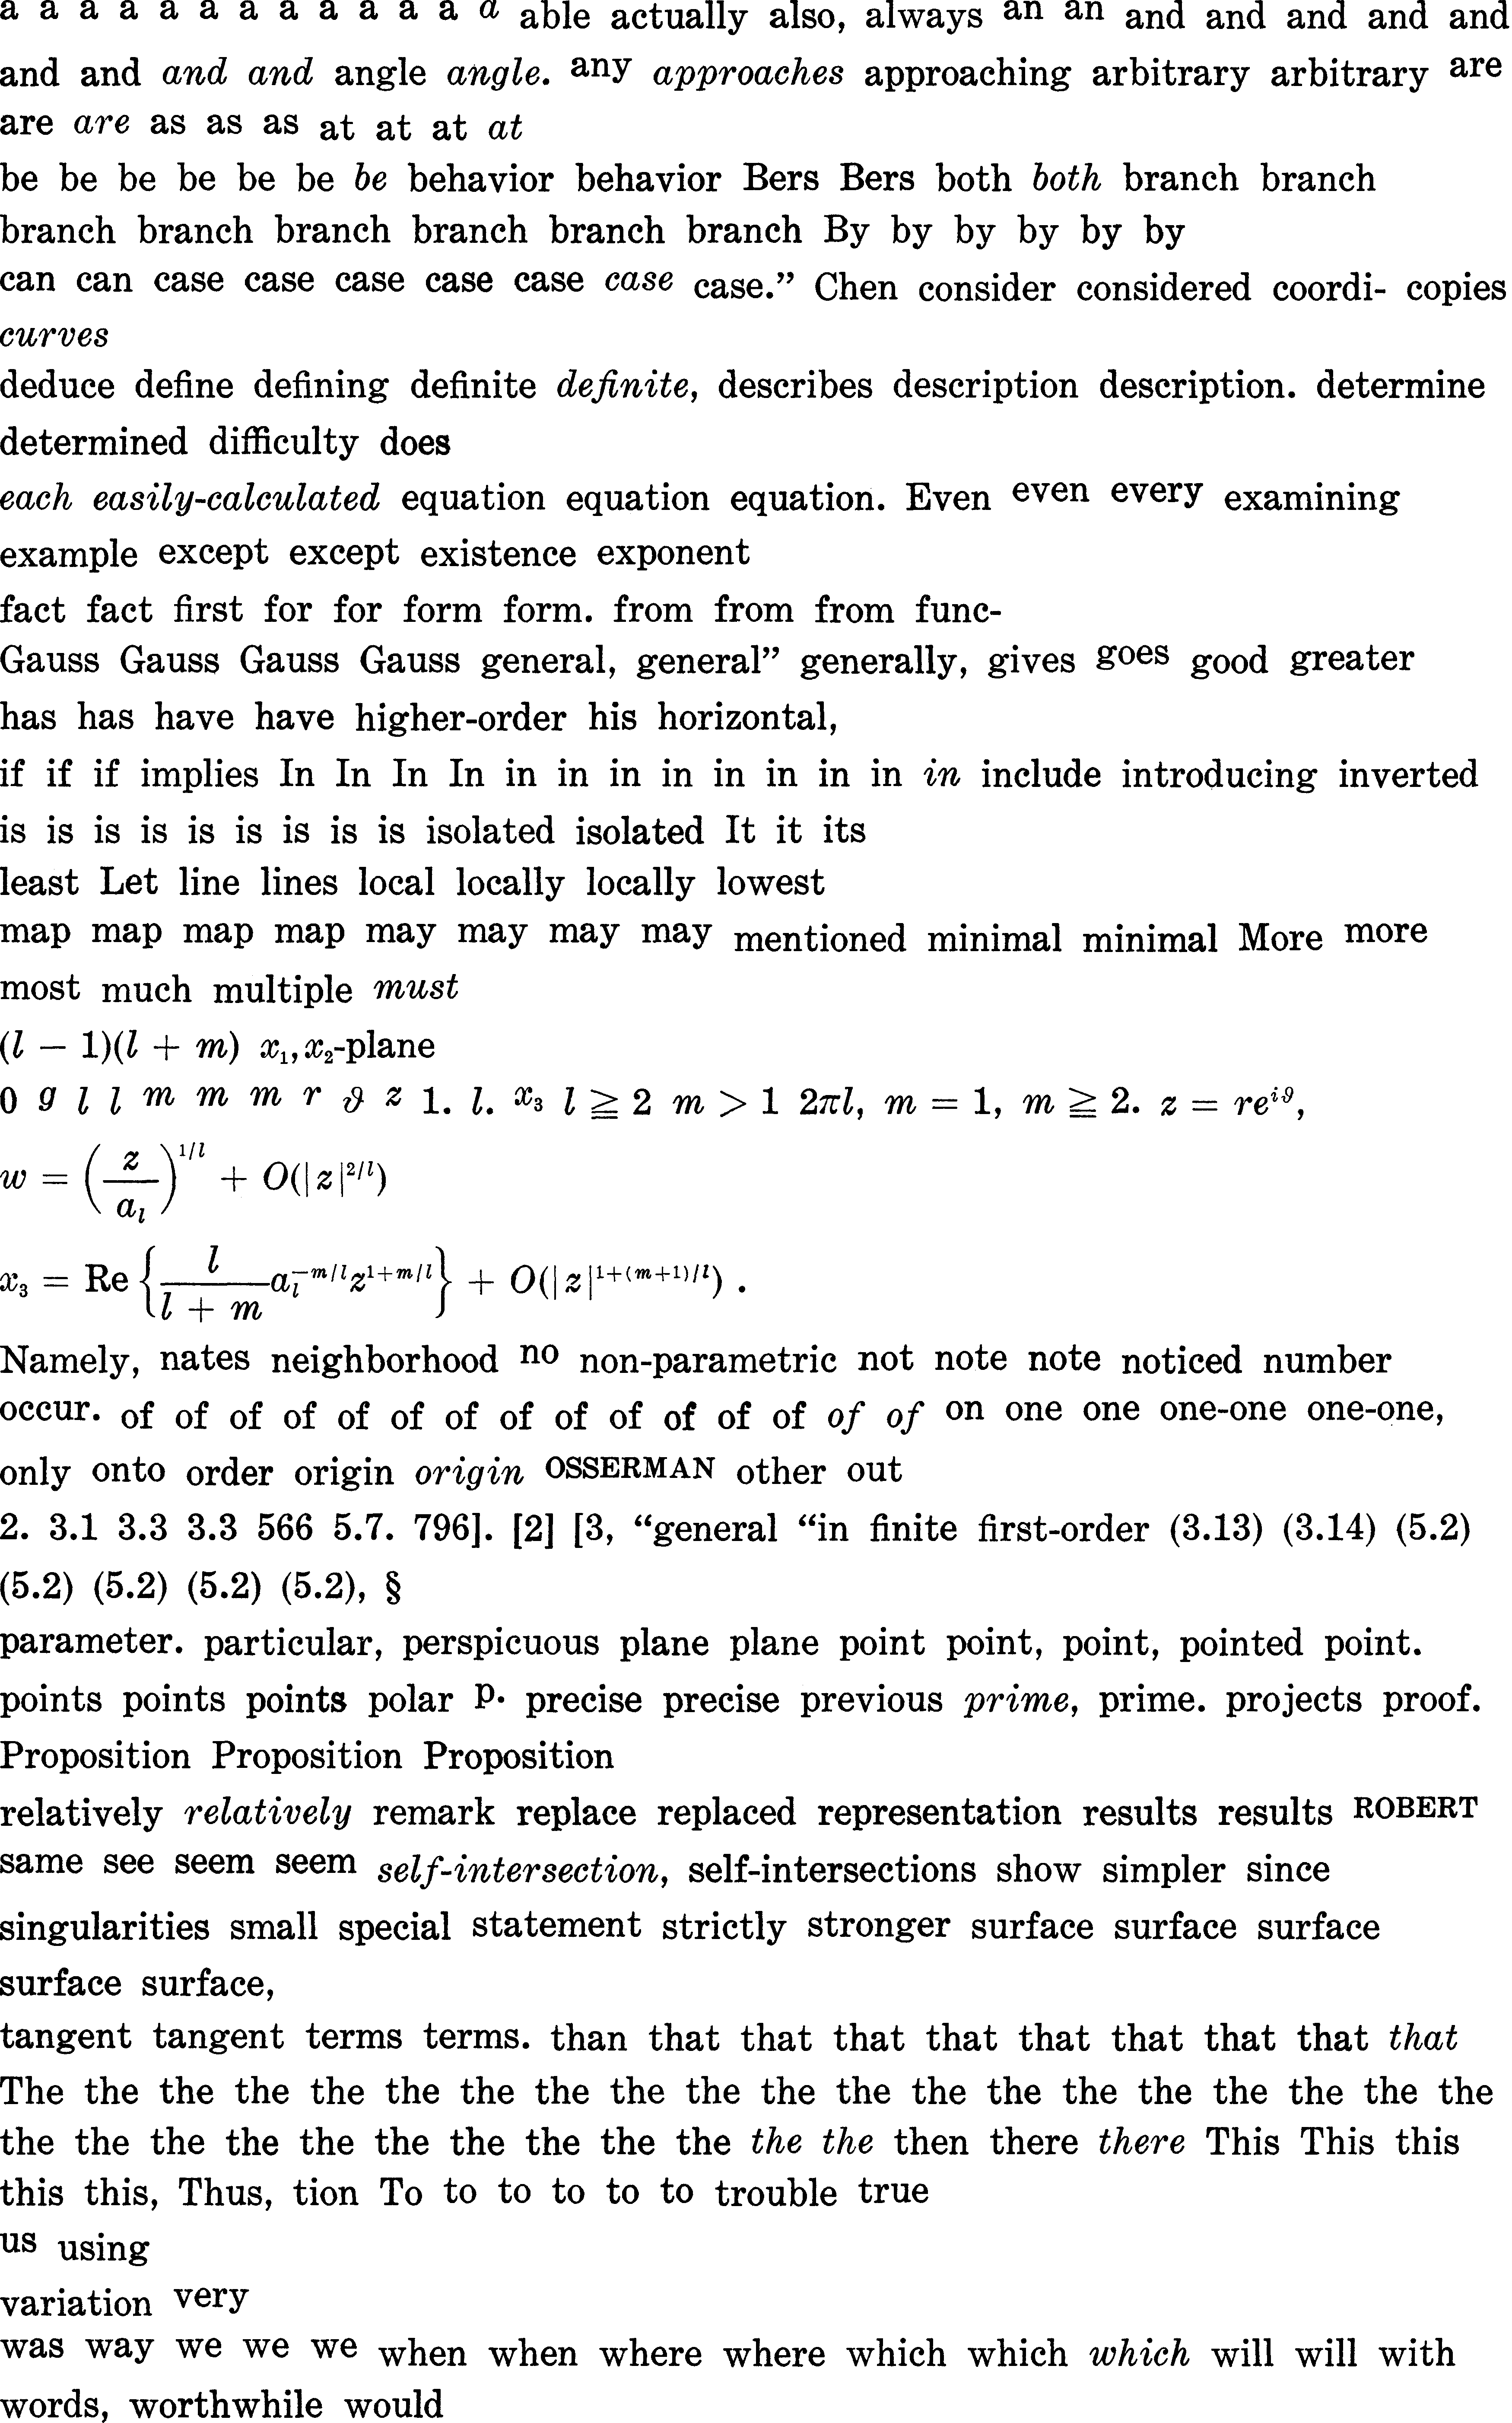 a a a a a a a a a a a a a able actually also, always an an and and and and and
and and and and angle angle. any approaches approaching arbitrary arbitrary are
are are as as as at at at at
be be be be be be be behavior behavior Bers Bers both both branch branch
branch branch branch branch branch branch By by by by by by
can can case case case case case case case.” Chen consider considered coordi- copies
curves
deduce define defining definite definite, describes description description. determine
determined difficulty does
each easily-calculated equation equation equation. Even even every examining
example except except existence exponent
fact fact first for for form form. from from from func-
Gauss Gauss Gauss Gauss general, general” generally, gives goes good greater
has has have have higher-order his horizontal,
if if if implies In In In In in in in in in in in in in include introducing inverted
is is is is is is is is is isolated isolated It it its
least Let line lines local locally locally lowest
map map map map may may may may mentioned minimal minimal More more
most much multiple must
(l − 1)(l + m) x₁, x₂-plane
0 g l l m m m r ϑ z 1. l. x₃ l ≧ 2 m > 1 2πl, m = 1, m ≧ 2. z = re^{iϑ},
w = (z/a_l)^{1/l} + O(|z|^{2/l})
x₃ = Re {l/(l + m) a_l^{−m/l} z^{1+m/l}} + O(|z|^{1+(m+1)/l}) .
Namely, nates neighborhood no non-parametric not note note noticed number
occur. of of of of of of of of of of of of of of of on one one one-one one-one,
only onto order origin origin OSSERMAN other out
2. 3.1 3.3 3.3 566 5.7. 796]. [2] [3, “general “in finite first-order (3.13) (3.14) (5.2)
(5.2) (5.2) (5.2) (5.2), §
parameter. particular, perspicuous plane plane point point, point, pointed point.
points points points polar p. precise precise previous prime, prime. projects proof.
Proposition Proposition Proposition
relatively relatively remark replace replaced representation results results ROBERT
same see seem seem self-intersection, self-intersections show simpler since
singularities small special statement strictly stronger surface surface surface
surface surface,
tangent tangent terms terms. than that that that that that that that that that
The the the the the the the the the the the the the the the the the the the the
the the the the the the the the the the the the then there there This This this
this this, Thus, tion To to to to to to trouble true
us using
variation very
was way we we we when when where where which which which will will with
words, worthwhile would